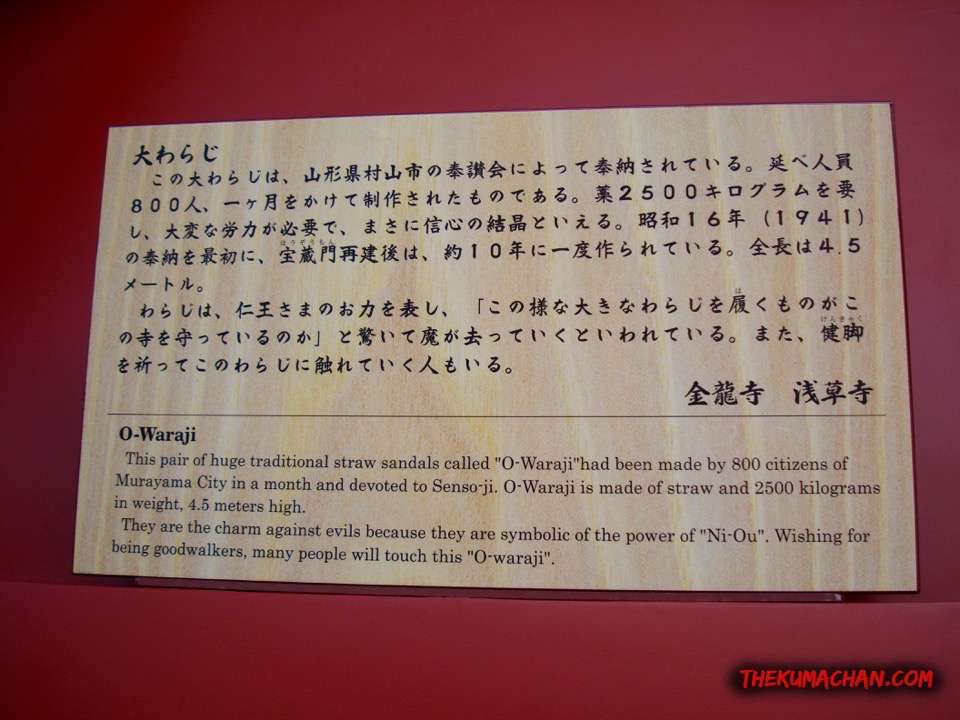 大わらじ
この大わらじは、山形県村山市の奉讃会によって奉納されている。延べ人員
800人、一ヶ月をかけて制作されたものである。藁2500キログラムを要
し、大変な労力が必要で、まさに信心の結晶といえる。昭和16年(1941)
の奉納を最初に、宝蔵門再建後は、約10年に一度作られている。全長は4.5
メートル。
わらじは、仁王さまのお力を表し、「この様な大きなわらじを履くものがこ
の寺を守っているのか」と驚いて魔が去っていくといわれている。また、健脚
を祈ってこのわらじに触れていく人もいる。
金龍寺 浅草寺
O-Waraji
This pair of huge traditional straw sandals called "O-Waraji"had been made by 800 citizens of
Murayama City in a month and devoted to Senso-ji. O-Waraji is made of straw and 2500 kilograms
in weight, 4.5 meters high.
They are the charm against evils because they are symbolic of the power of "Ni-Ou". Wishing for
being goodwalkers, many people will touch this "O-waraji".
THEKUMACHAN.COM